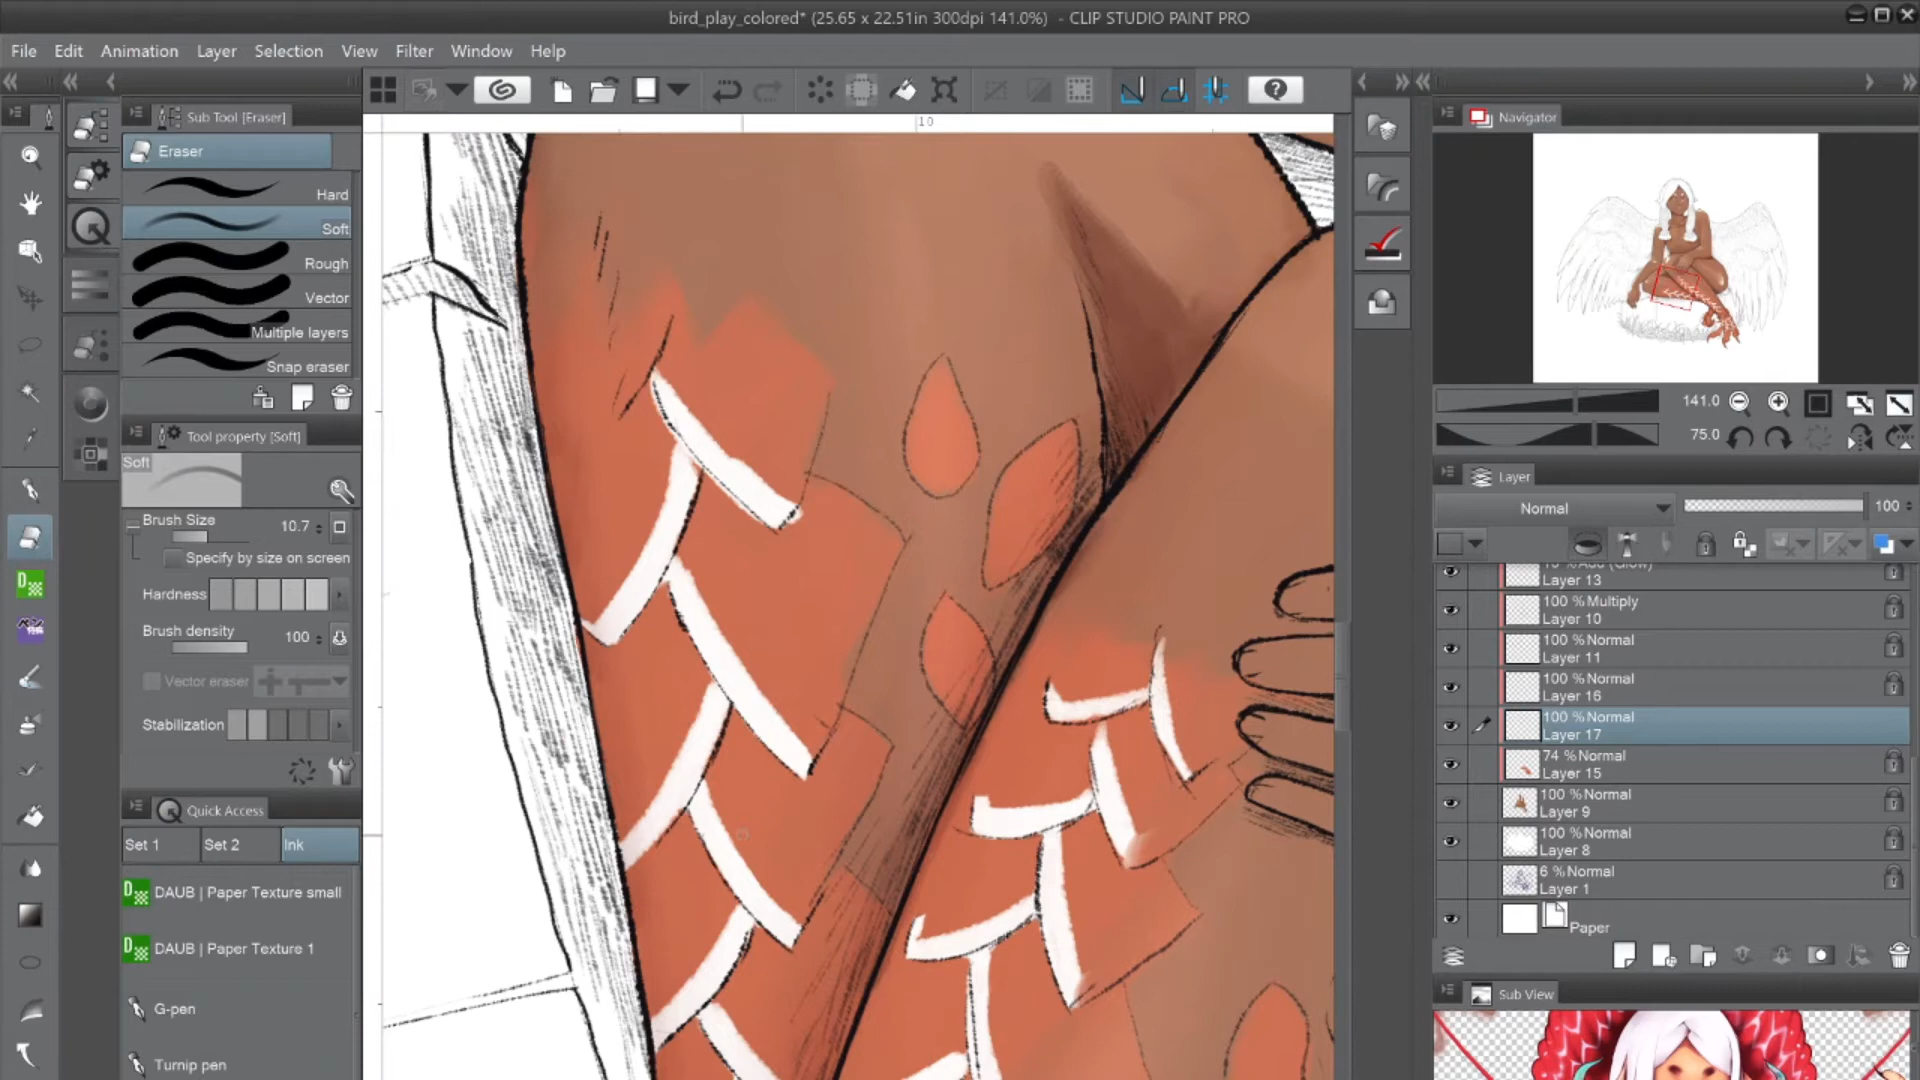 bird_play_colored* (25.65 x 22.51in 300dpi 141.0%) - CLIP STUDIO PAINT PRO
File Edit Animation Layer Selection View Filter Window Help
Sub Tool [Eraser]
Eraser
Hard
Soft
Rough
Vector
Multiple layers
Snap eraser
Tool property [Soft]
Soft
Brush Size 10.7
Specify by size on screen
Hardness
Brush density 100
Vector eraser
Stabilization
Quick Access
Set 1 Set 2 Ink
DAUB | Paper Texture small
DAUB | Paper Texture 1
G-pen
Turnip pen
10
Navigator
141.0
75.0
Layer
Normal 100
Layer 13
100 %Multiply
Layer 10
100 %Normal
Layer 11
100 %Normal
Layer 16
100 %Normal
Layer 17
74 %Normal
Layer 15
100 %Normal
Layer 9
100 %Normal
Layer 8
6 %Normal
Layer 1
Paper
Sub View